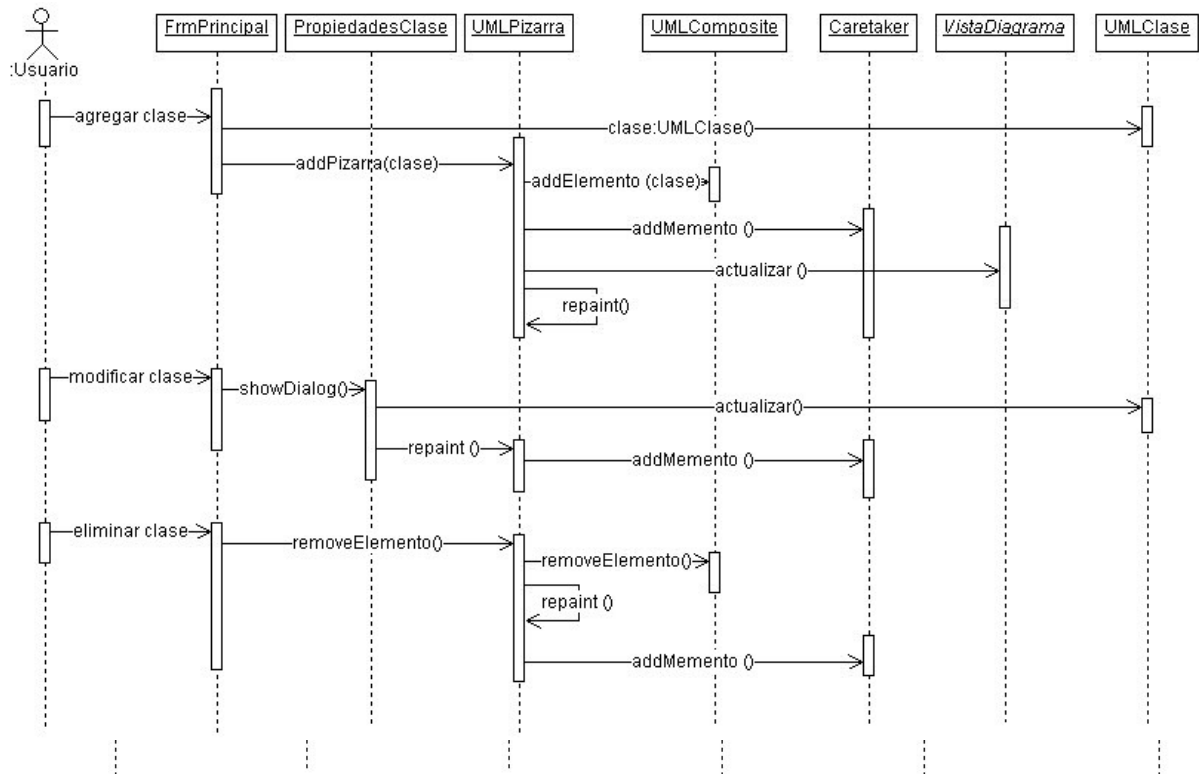 FrmPrincipal
PropiedadesClase
UMLPizarra
UMLComposite
Caretaker
VistaDiagrama
UMLClase
:Usuario
agregar clase
clase:UMLClase()
addPizarra(clase)
addElemento (clase)
addMemento ()
actualizar ()
repaint()
modificar clase
showDialog()
actualizar()
repaint ()
addMemento ()
eliminar clase
removeElemento()
removeElemento()
repaint ()
addMemento ()